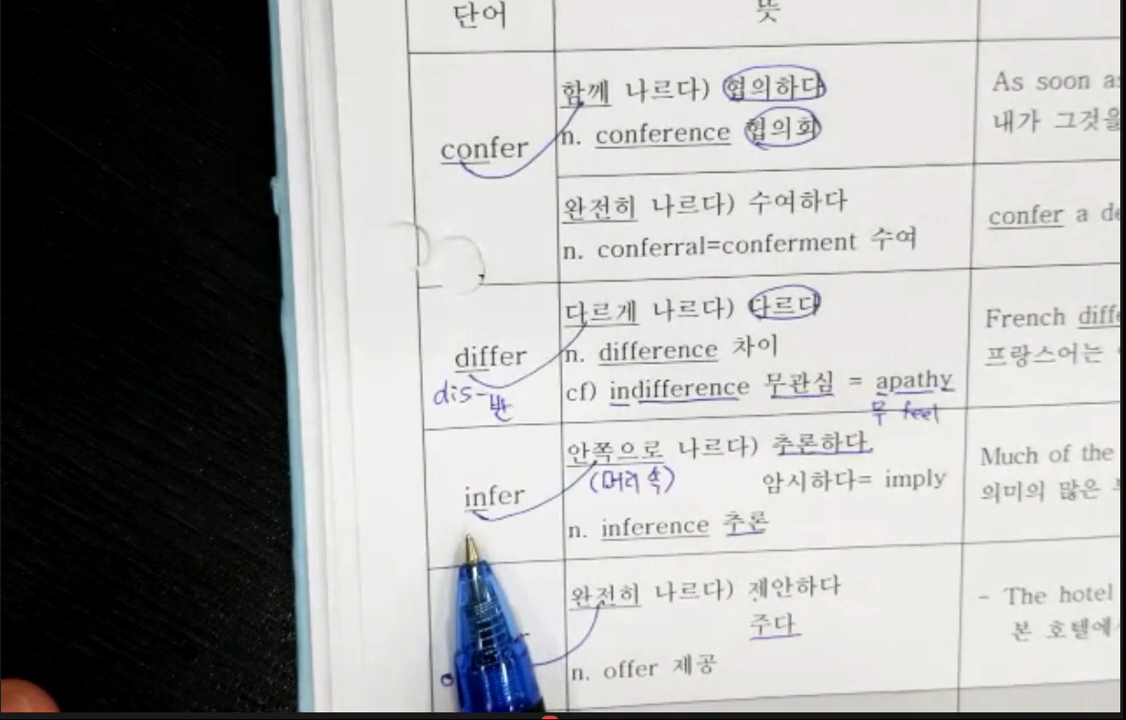 단어 뜻
confer
함께 나르다) 협의하다
n. conference 협의회
As soon as
내가 그것을
완전히 나르다) 수여하다
n. conferral=conferment 수여
confer a de
differ
dis-
반
다르게 나르다) 다르다
n. difference 차이
cf) indifference 무관심 = apathy
무 feel
French diffe
프랑스어는
infer
안쪽으로 나르다) 추론하다,
(머리 속)
암시하다= imply
n. inference 추론
Much of the
의미의 많은
완전히 나르다) 제안하다
주다
n. offer 제공
- The hotel
본 호텔에서